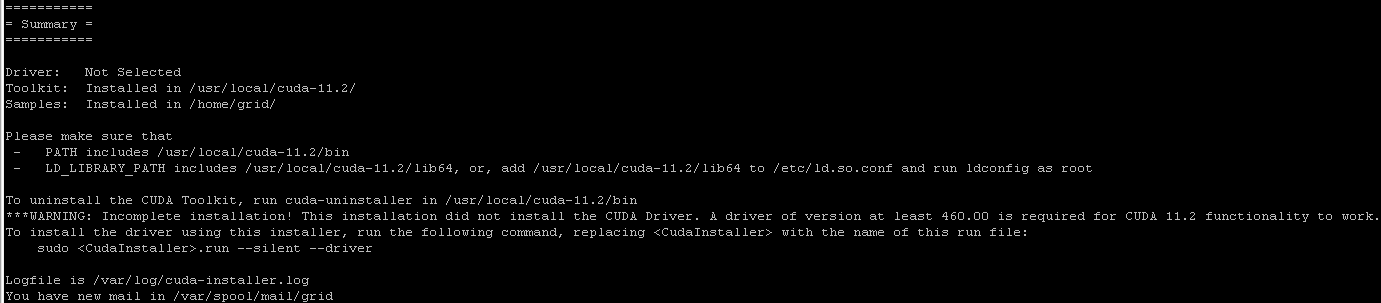 ===========
= Summary =
===========
Driver:   Not Selected
Toolkit:  Installed in /usr/local/cuda-11.2/
Samples:  Installed in /home/grid/
Please make sure that
 -   PATH includes /usr/local/cuda-11.2/bin
 -   LD_LIBRARY_PATH includes /usr/local/cuda-11.2/lib64, or, add /usr/local/cuda-11.2/lib64 to /etc/ld.so.conf and run ldconfig as root
To uninstall the CUDA Toolkit, run cuda-uninstaller in /usr/local/cuda-11.2/bin
***WARNING: Incomplete installation! This installation did not install the CUDA Driver. A driver of version at least 460.00 is required for CUDA 11.2 functionality to work.
To install the driver using this installer, run the following command, replacing <CudaInstaller> with the name of this run file:
    sudo <CudaInstaller>.run --silent --driver
Logfile is /var/log/cuda-installer.log
You have new mail in /var/spool/mail/grid